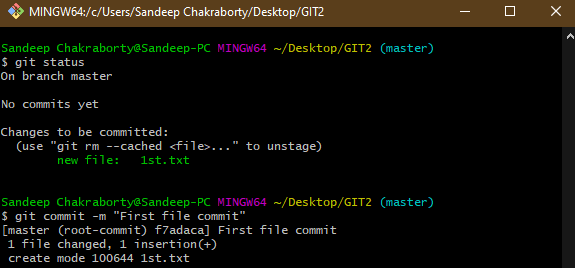 MINGW64:/c/Users/Sandeep Chakraborty/Desktop/GIT2
Sandeep Chakraborty@Sandeep-PC MINGW64 ~/Desktop/GIT2 (master)
$ git status
On branch master
No commits yet
Changes to be committed:
  (use "git rm --cached <file>..." to unstage)
        new file:   1st.txt
Sandeep Chakraborty@Sandeep-PC MINGW64 ~/Desktop/GIT2 (master)
$ git commit -m "First file commit"
[master (root-commit) f7adaca] First file commit
 1 file changed, 1 insertion(+)
 create mode 100644 1st.txt